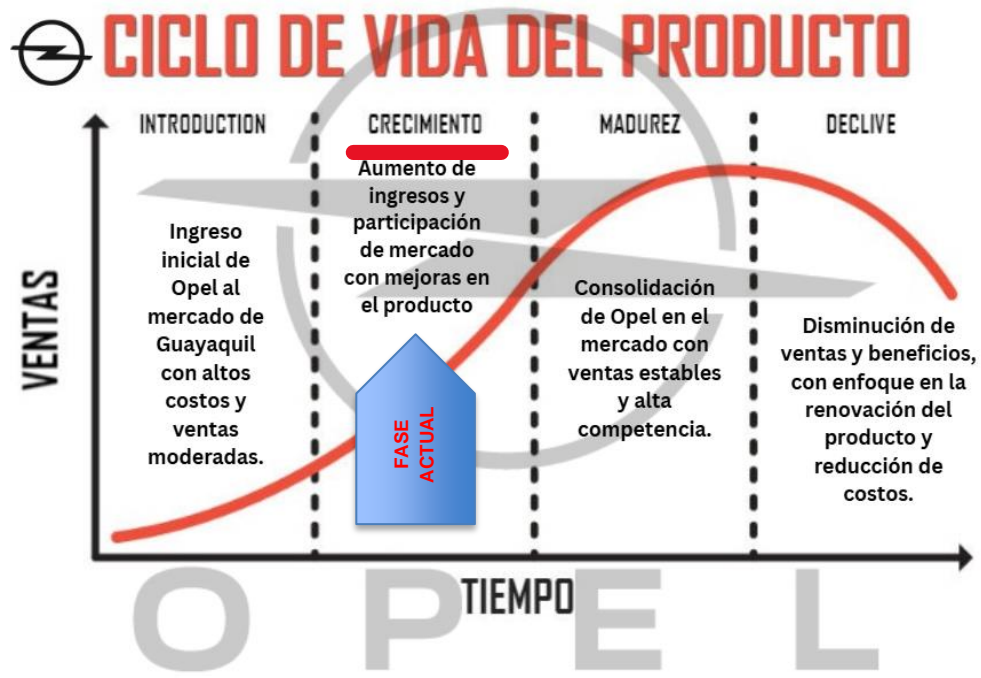 CICLO DE VIDA DEL PRODUCTO
INTRODUCTION
CRECIMIENTO
MADUREZ
DECLIVE
Ingreso
inicial de
Opel al
mercado de
Guayaquil
con altos
costos y
ventas
moderadas.
Aumento de
ingresos y
participación
de mercado
con mejoras en
el producto
FASE
ACTUAL
Consolidación
de Opel en el
mercado con
ventas estables
y alta
competencia.
Disminución de
ventas y beneficios,
con enfoque en la
renovación del
producto y
reducción de
costos.
VENTAS
TIEMPO
OPEL